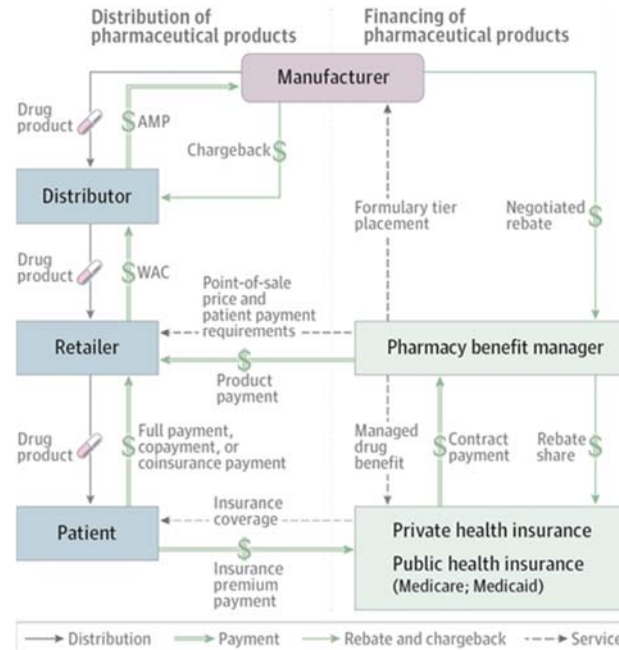 Distribution of
pharmaceutical products
Financing of
pharmaceutical products
Manufacturer
Drug
product
$ AMP
Chargeback $
Distributor
Formulary tier
placement
Negotiated
rebate
$
Drug
product
$ WAC
Point-of-sale
price and
patient payment
requirements
Retailer
Pharmacy benefit manager
$
Product
payment
Drug
product
$ Full payment,
copayment, or
coinsurance payment
Managed
drug
benefit
$ Contract
payment
Rebate
share
$
Insurance
coverage
Patient
Private health insurance
Public health insurance
(Medicare; Medicaid)
$
Insurance
premium
payment
Distribution
Payment
Rebate and chargeback
Service